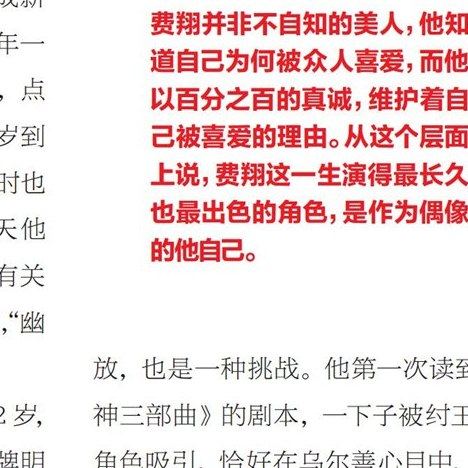 成新
年一
，点
岁到
时也
天他
有关
，“幽
2岁，
牌明
费翔并非不自知的美人，他知
道自己为何被众人喜爱，而他
以百分之百的真诚，维护着自
己被喜爱的理由。从这个层面
上说，费翔这一生演得最长久
也最出色的角色，是作为偶像
的他自己。
放，也是一种挑战。他第一次读到
神三部曲》的剧本，一下子被纣王
角色吸引，恰好在乌尔善心目中，